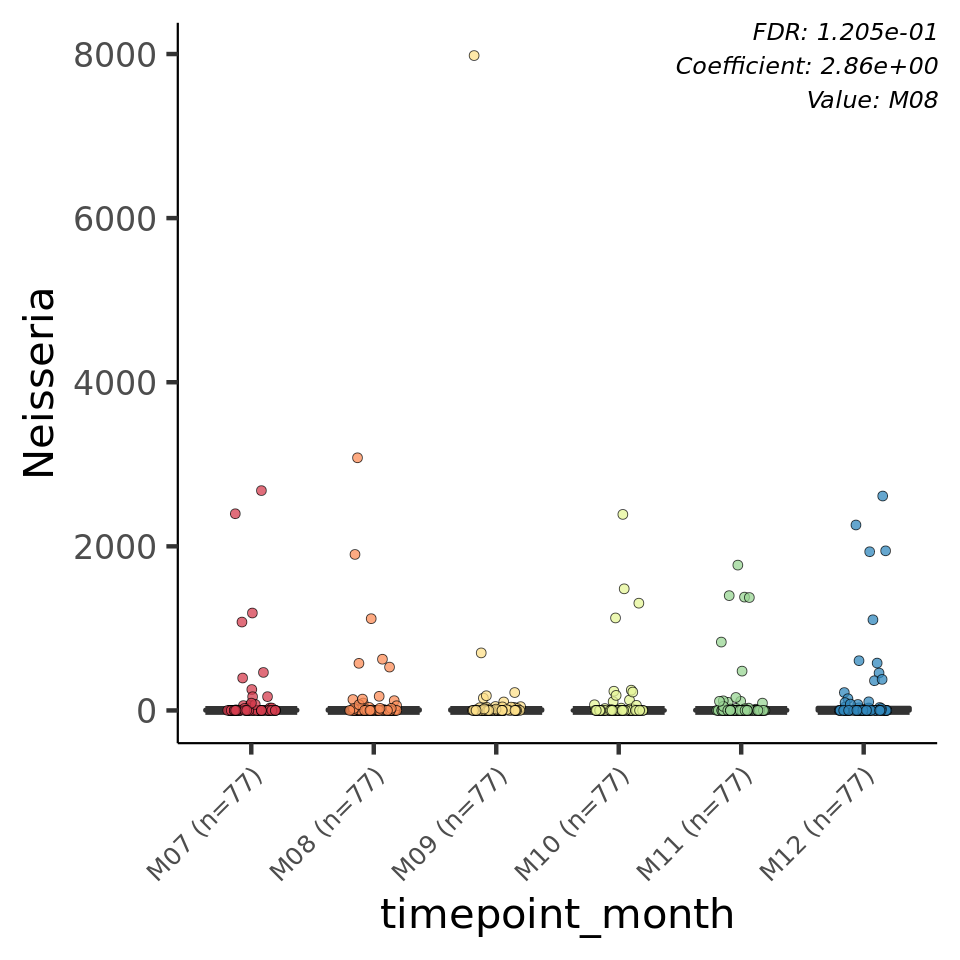 FDR: 1.205e-01
Coefficient: 2.86e+00
Value: M08
8000
6000
4000
2000
0
Neisseria
M07 (n=77)
M08 (n=77)
M09 (n=77)
M10 (n=77)
M11 (n=77)
M12 (n=77)
timepoint_month